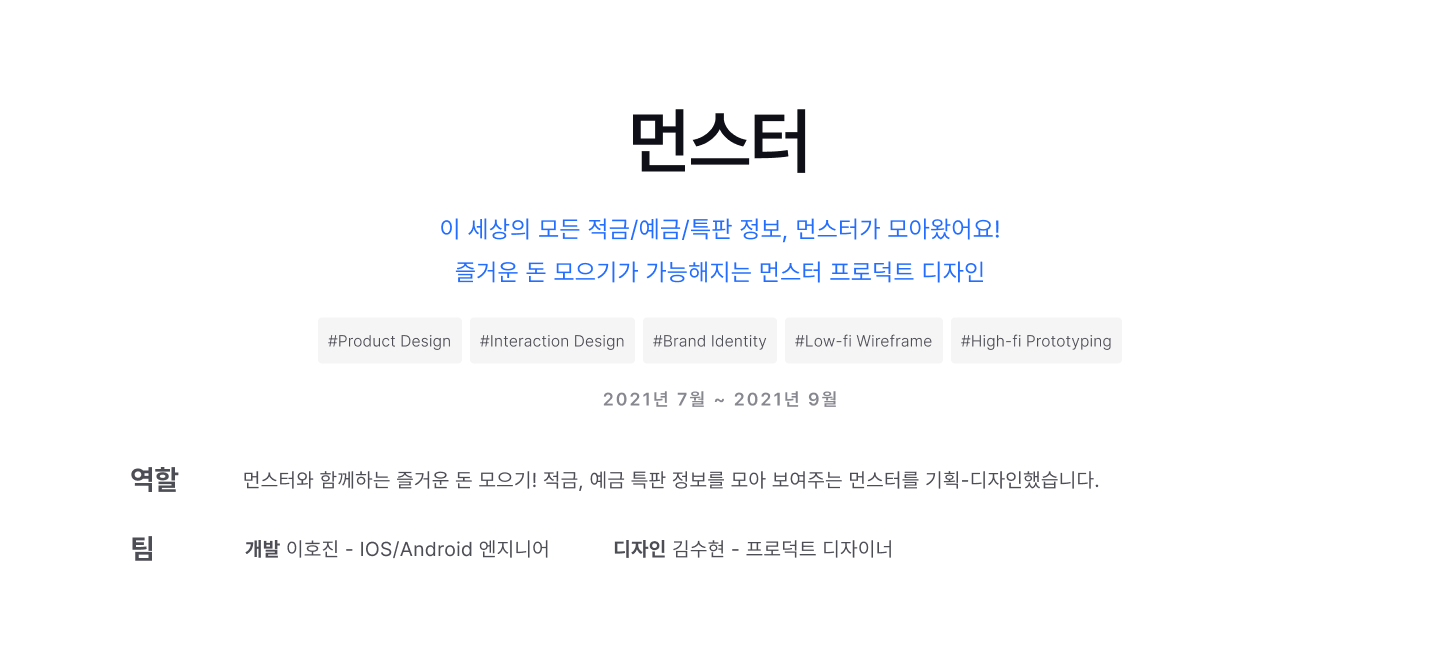 먼스터
이 세상의 모든 적금/예금/특판 정보, 먼스터가 모아왔어요!
즐거운 돈 모으기가 가능해지는 먼스터 프로덕트 디자인
#Product Design #Interaction Design #Brand Identity #Low-fi Wireframe #High-fi Prototyping
2021년 7월 ~ 2021년 9월
역할 먼스터와 함께하는 즐거운 돈 모으기! 적금, 예금 특판 정보를 모아 보여주는 먼스터를 기획-디자인했습니다.
팀 개발 이호진 - IOS/Android 엔지니어 디자인 김수현 - 프로덕트 디자이너